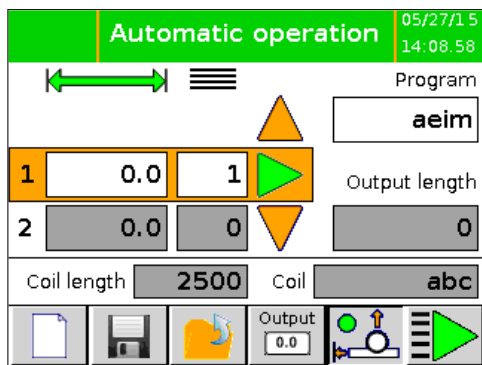 Automatic operation
05/27/15
14:08.58
Program
aeim
1 0.0 1
Output length
2 0.0 0
0
Coil length 2500 Coil abc
Output
0.0